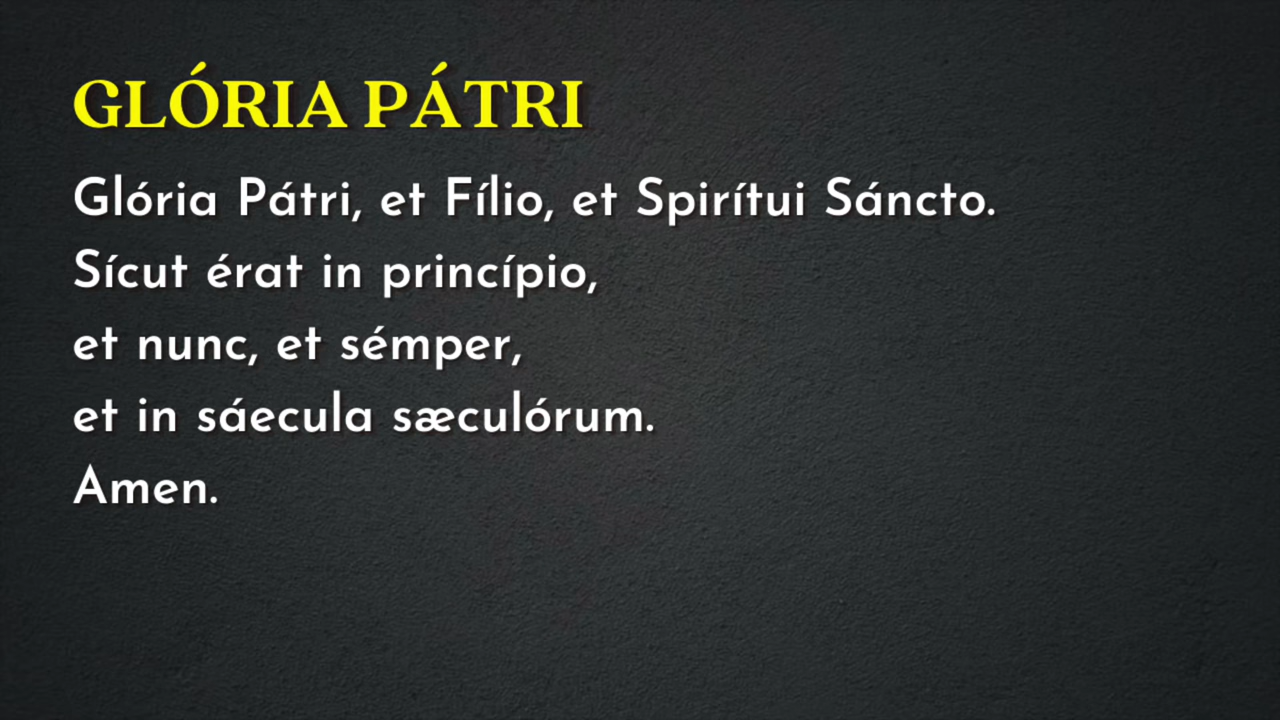 GLÓRIA PÁTRI
Glória Pátri, et Fílio, et Spirítui Sáncto.
Sícut érat in princípio,
et nunc, et sémper,
et in sáecula sæculórum.
Amen.